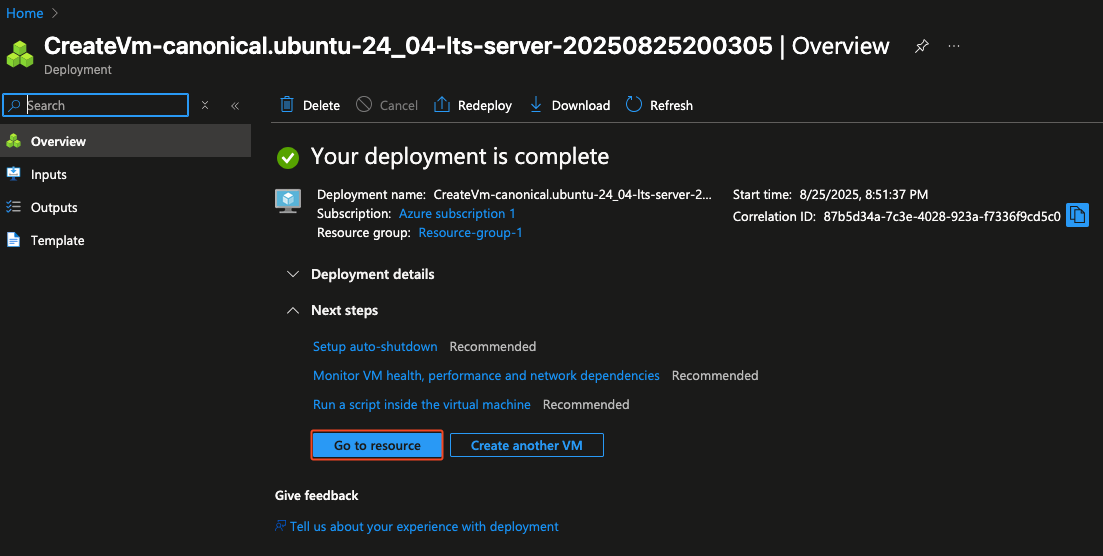 Home
CreateVm-canonical.ubuntu-24_04-lts-server-20250825200305 | Overview
Deployment
Search
Delete Cancel Redeploy Download Refresh
Overview
Inputs
Outputs
Template
Your deployment is complete
Deployment name: CreateVm-canonical.ubuntu-24_04-lts-server-2... Start time: 8/25/2025, 8:51:37 PM
Subscription: Azure subscription 1 Correlation ID: 87b5d34a-7c3e-4028-923a-f7336f9cd5c0
Resource group: Resource-group-1
Deployment details
Next steps
Setup auto-shutdown Recommended
Monitor VM health, performance and network dependencies Recommended
Run a script inside the virtual machine Recommended
Go to resource Create another VM
Give feedback
Tell us about your experience with deployment